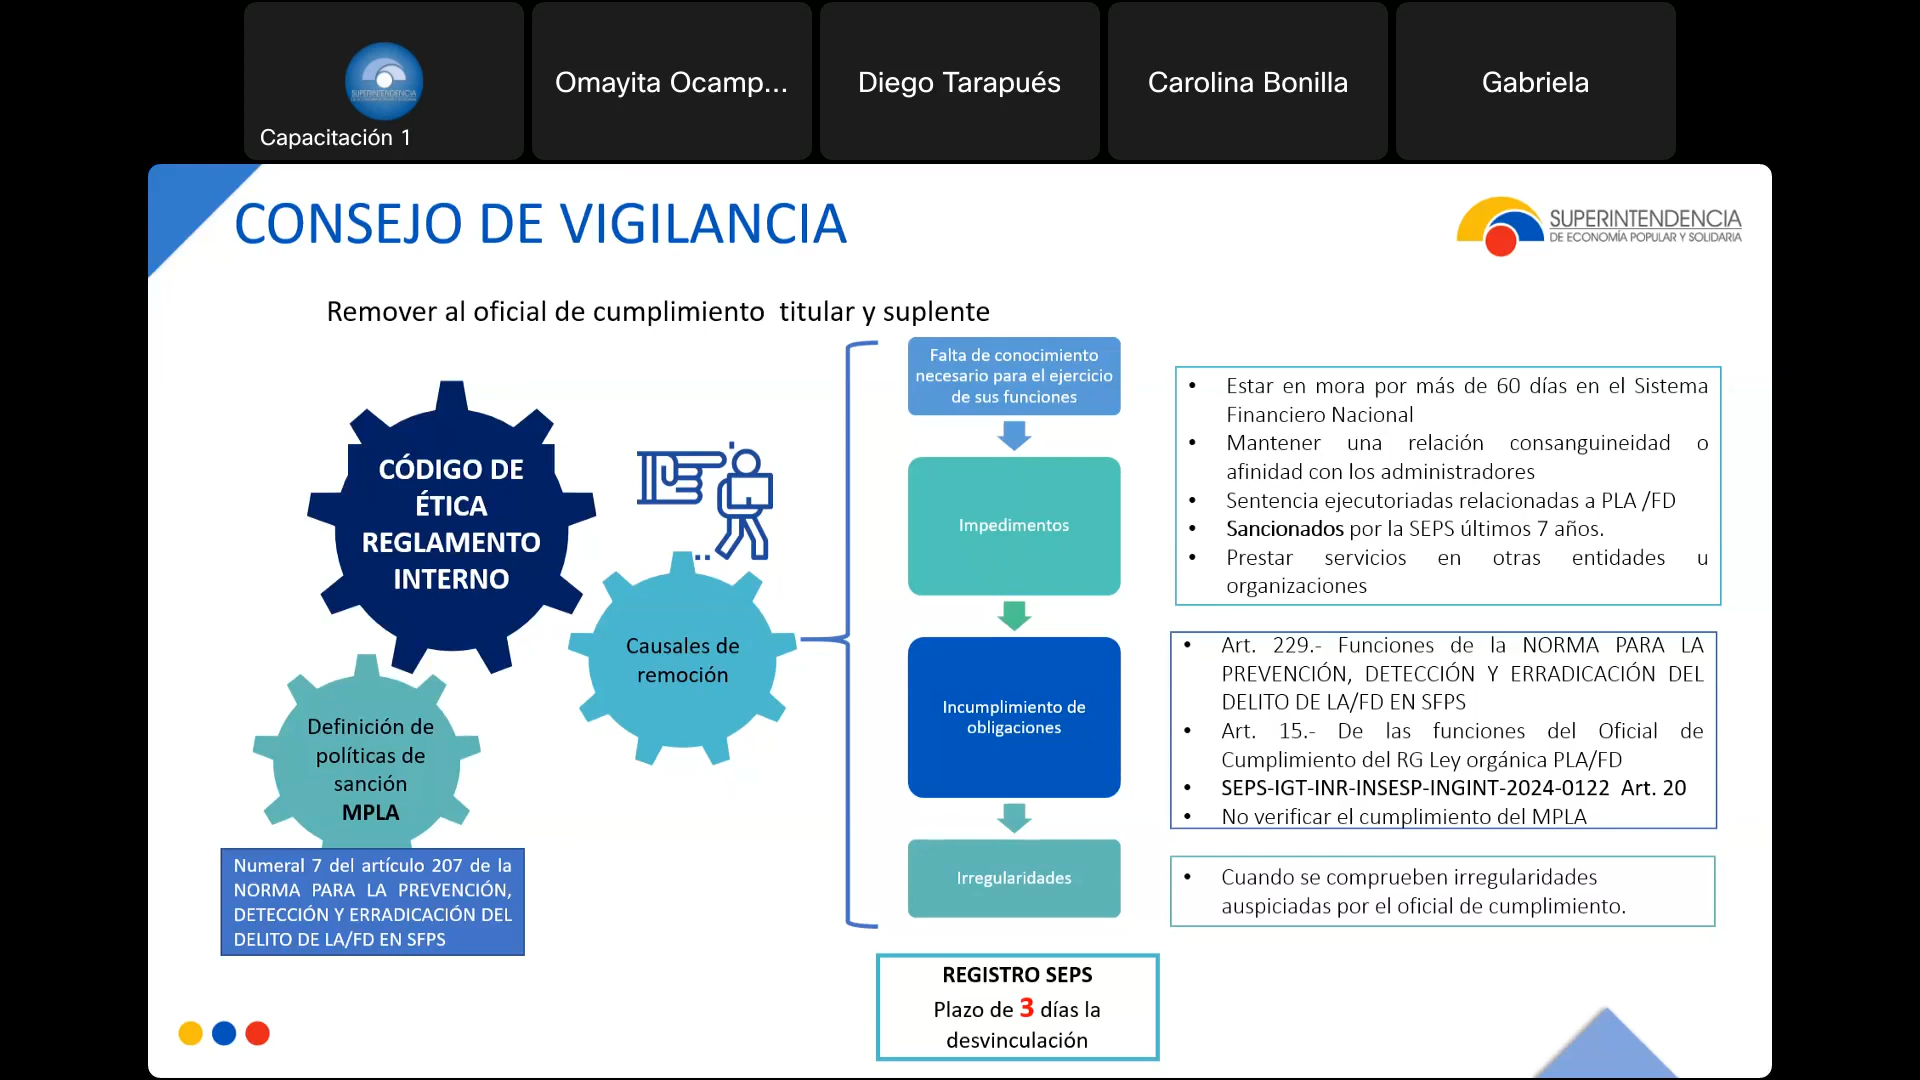 SUPERINTENDENCIA
Capacitación 1
Omayita Ocamp...
Diego Tarapués
Carolina Bonilla
Gabriela
CONSEJO DE VIGILANCIA
SUPERINTENDENCIA
DE ECONOMÍA POPULAR Y SOLIDARIA
Remover al oficial de cumplimiento titular y suplente
CÓDIGO DE
ÉTICA
REGLAMENTO
INTERNO
Causales de
remoción
Definición de
políticas de
sanción
MPLA
Numeral 7 del artículo 207 de la
NORMA PARA LA PREVENCIÓN,
DETECCIÓN Y ERRADICACIÓN DEL
DELITO DE LA/FD EN SFPS
Falta de conocimiento
necesario para el ejercicio
de sus funciones
Impedimentos
• Estar en mora por más de 60 días en el Sistema
Financiero Nacional
• Mantener una relación consanguineidad o
afinidad con los administradores
• Sentencia ejecutoriadas relacionadas a PLA /FD
• Sancionados por la SEPS últimos 7 años.
• Prestar servicios en otras entidades u
organizaciones
Incumplimiento de
obligaciones
• Art. 229.- Funciones de la NORMA PARA LA
PREVENCIÓN, DETECCIÓN Y ERRADICACIÓN DEL
DELITO DE LA/FD EN SFPS
• Art. 15.- De las funciones del Oficial de
Cumplimiento del RG Ley orgánica PLA/FD
• SEPS-IGT-INR-INSESP-INGINT-2024-0122 Art. 20
• No verificar el cumplimiento del MPLA
Irregularidades
• Cuando se comprueben irregularidades
auspiciadas por el oficial de cumplimiento.
REGISTRO SEPS
Plazo de 3 días la
desvinculación